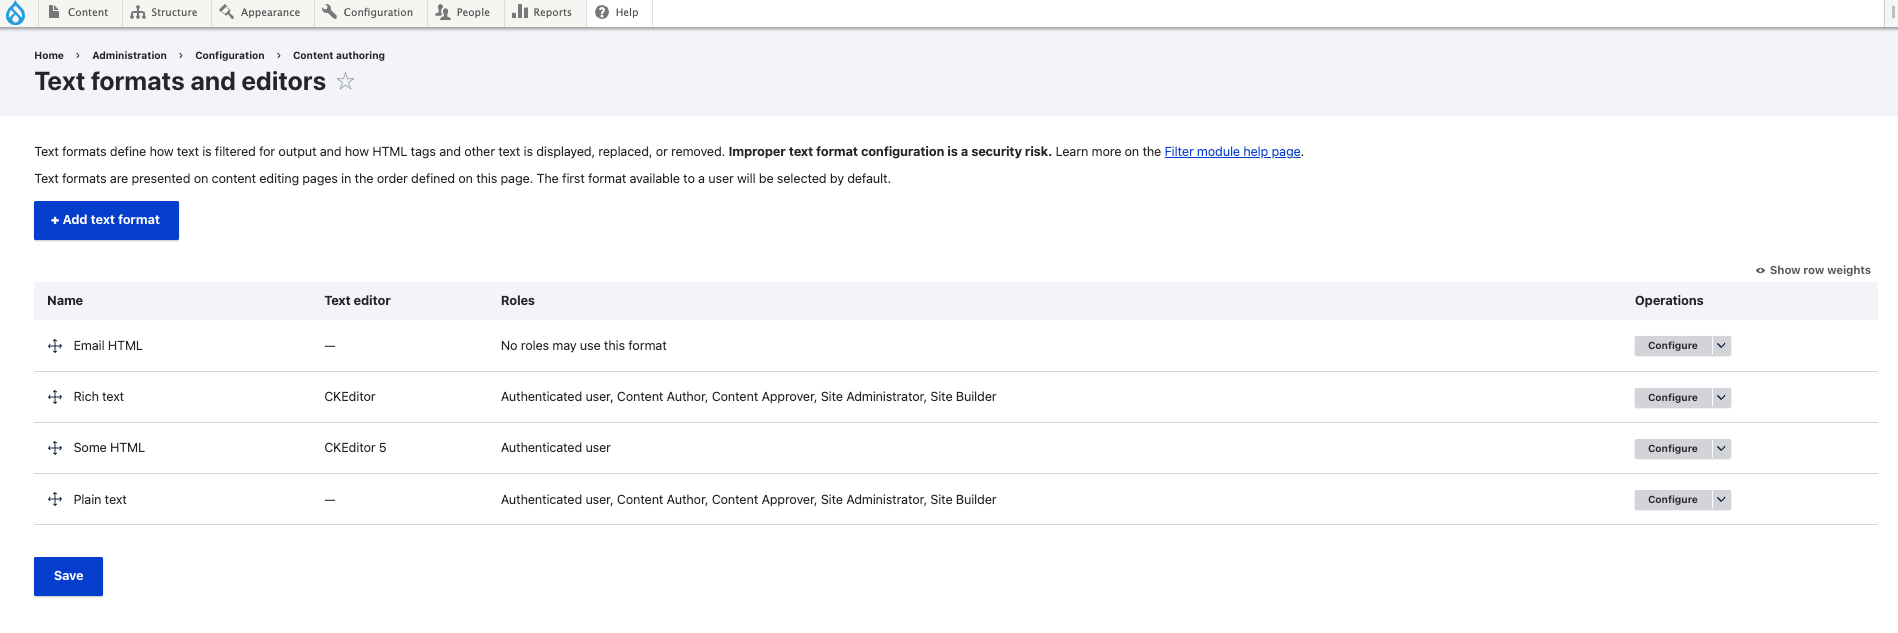 Content Structure Appearance Configuration People Reports Help
Home › Administration › Configuration › Content authoring
Text formats and editors
Text formats define how text is filtered for output and how HTML tags and other text is displayed, replaced, or removed. Improper text format configuration is a security risk. Learn more on the Filter module help page.
Text formats are presented on content editing pages in the order defined on this page. The first format available to a user will be selected by default.
+ Add text format
Show row weights
Name Text editor Roles Operations
Email HTML — No roles may use this format Configure
Rich text CKEditor Authenticated user, Content Author, Content Approver, Site Administrator, Site Builder Configure
Some HTML CKEditor 5 Authenticated user Configure
Plain text — Authenticated user, Content Author, Content Approver, Site Administrator, Site Builder Configure
Save